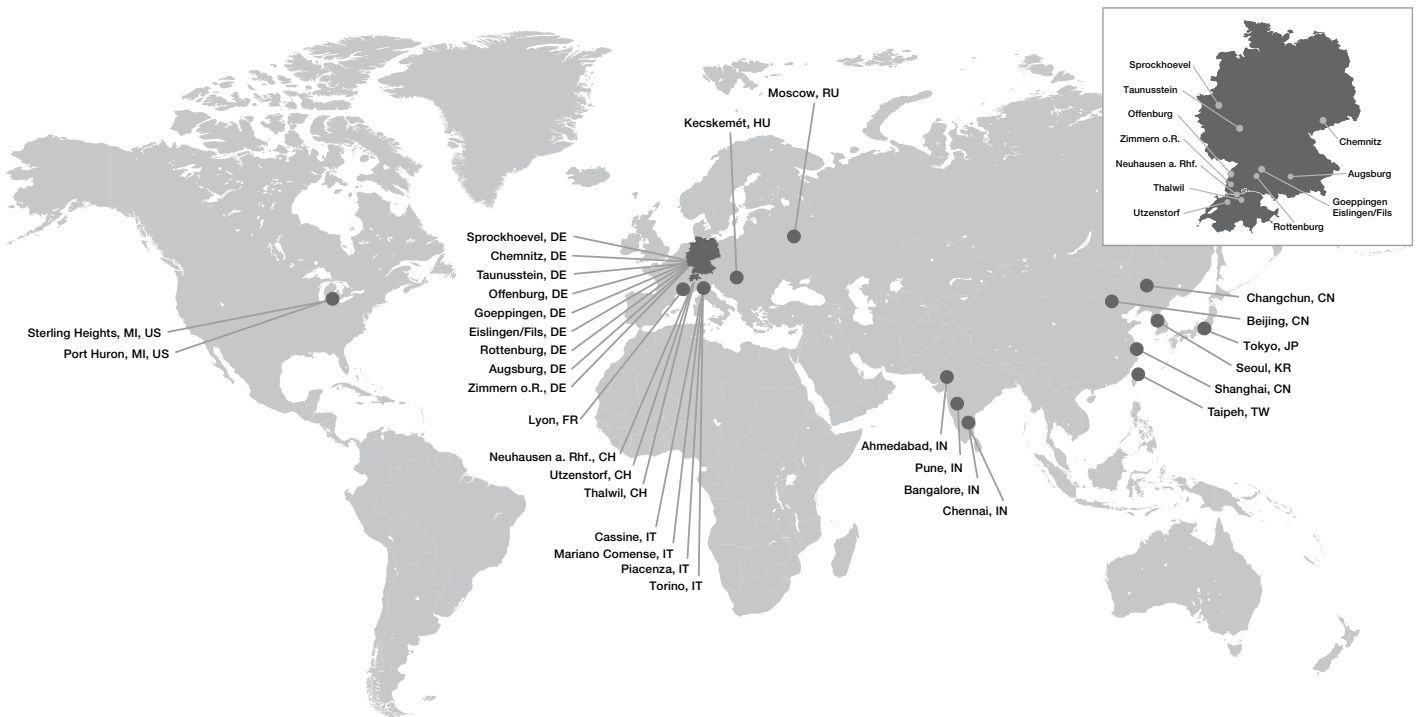 Moscow, RU
Kecskemét, HU
Sprockhoevel, DE
Chemnitz, DE
Taunusstein, DE
Offenburg, DE
Goeppingen, DE
Eislingen/Fils, DE
Rottenburg, DE
Augsburg, DE
Zimmern o.R., DE
Lyon, FR
Neuhausen a. Rhf., CH
Utzenstorf, CH
Thalwil, CH
Cassine, IT
Mariano Comense, IT
Piacenza, IT
Torino, IT
Sterling Heights, MI, US
Port Huron, MI, US
Ahmedabad, IN
Pune, IN
Bangalore, IN
Chennai, IN
Changchun, CN
Beijing, CN
Tokyo, JP
Seoul, KR
Shanghai, CN
Taipeh, TW
Sprockhoevel
Taunusstein
Offenburg
Zimmern o.R.
Neuhausen a. Rhf.
Thalwil
Utzenstorf
Chemnitz
Augsburg
Goeppingen
Eislingen/Fils
Rottenburg